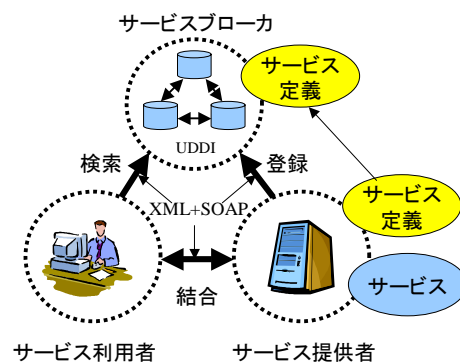 サービスブローカ
サービス
定義
UDDI
検索
登録
XML+SOAP
サービス
定義
結合
サービス
サービス利用者
サービス提供者